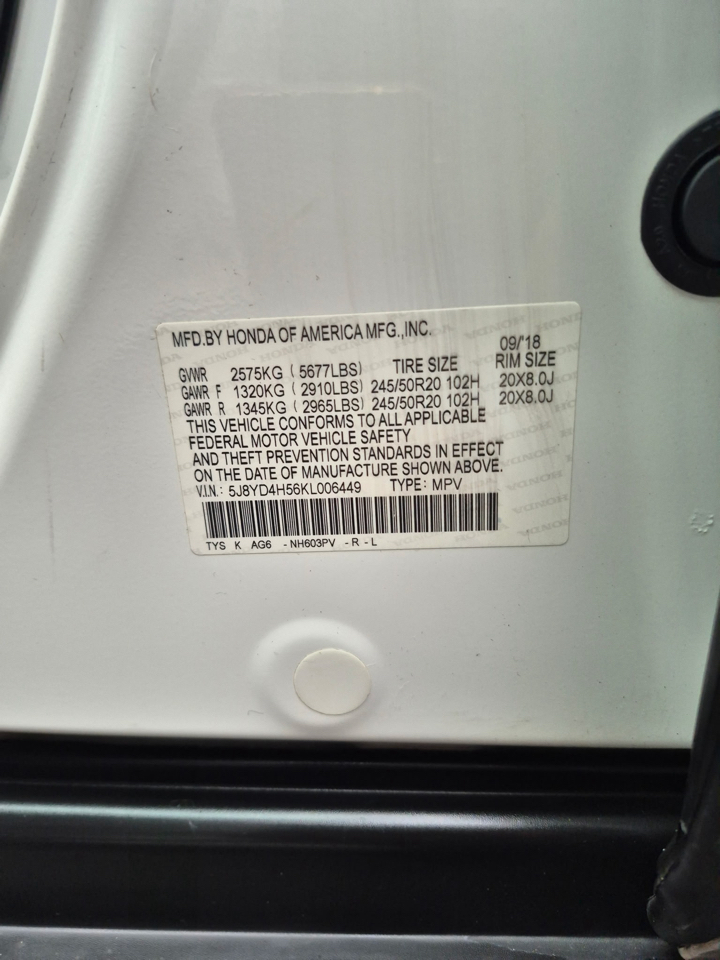 MFD.BY HONDA OF AMERICA MFG.,INC.
09/'18
GVWR 2575KG ( 5677LBS) TIRE SIZE RIM SIZE
GAWR F 1320KG ( 2910LBS) 245/50R20 102H 20X8.0J
GAWR R 1345KG ( 2965LBS) 245/50R20 102H 20X8.0J
THIS VEHICLE CONFORMS TO ALL APPLICABLE
FEDERAL MOTOR VEHICLE SAFETY
AND THEFT PREVENTION STANDARDS IN EFFECT
ON THE DATE OF MANUFACTURE SHOWN ABOVE.
V.I.N.: 5J8YD4H56KL006449 TYPE: MPV
TYS K AG6 -NH603PV -R -L